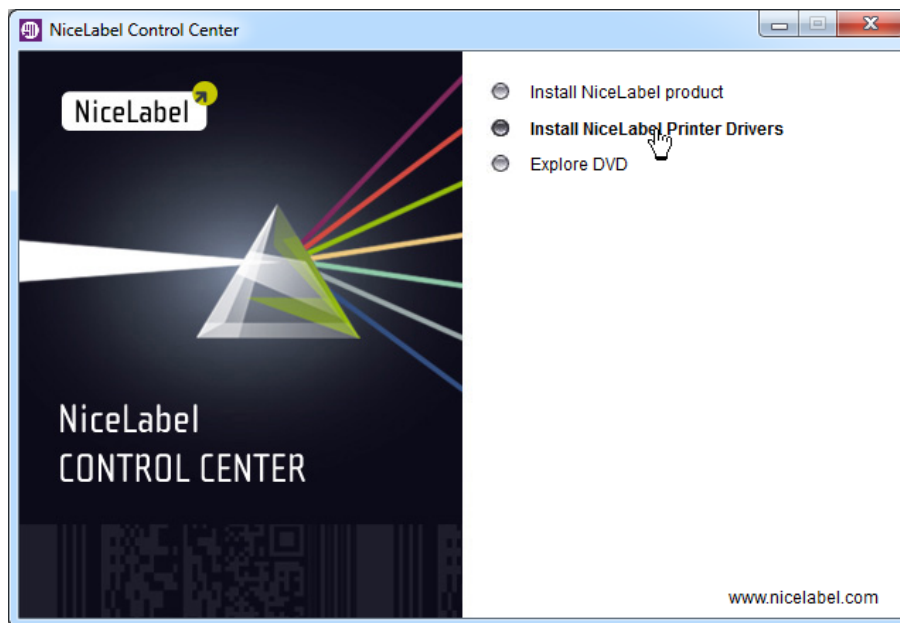 NiceLabel Control Center
NiceLabel
NiceLabel
CONTROL CENTER
Install NiceLabel product
Install NiceLabel Printer Drivers
Explore DVD
www.nicelabel.com